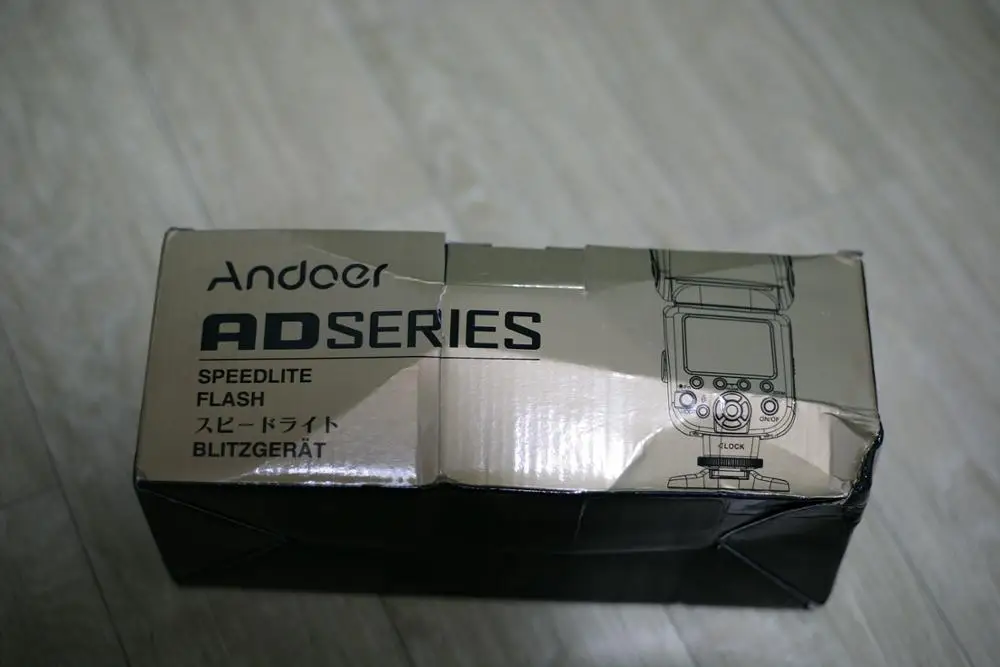 Andoer
ADSERIES
SPEEDLITE
FLASH
スピードライト
BLITZGERÄT
ON/OFF
<LOCK